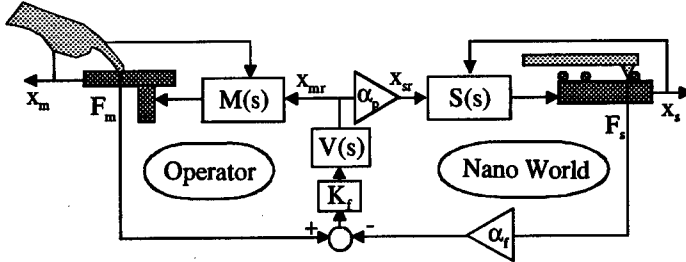 X_m
F_m
M(s)
X_mr
α_p
X_sr
S(s)
F_s
X_s
V(s)
Operator
Nano World
K_f
+
-
α_f